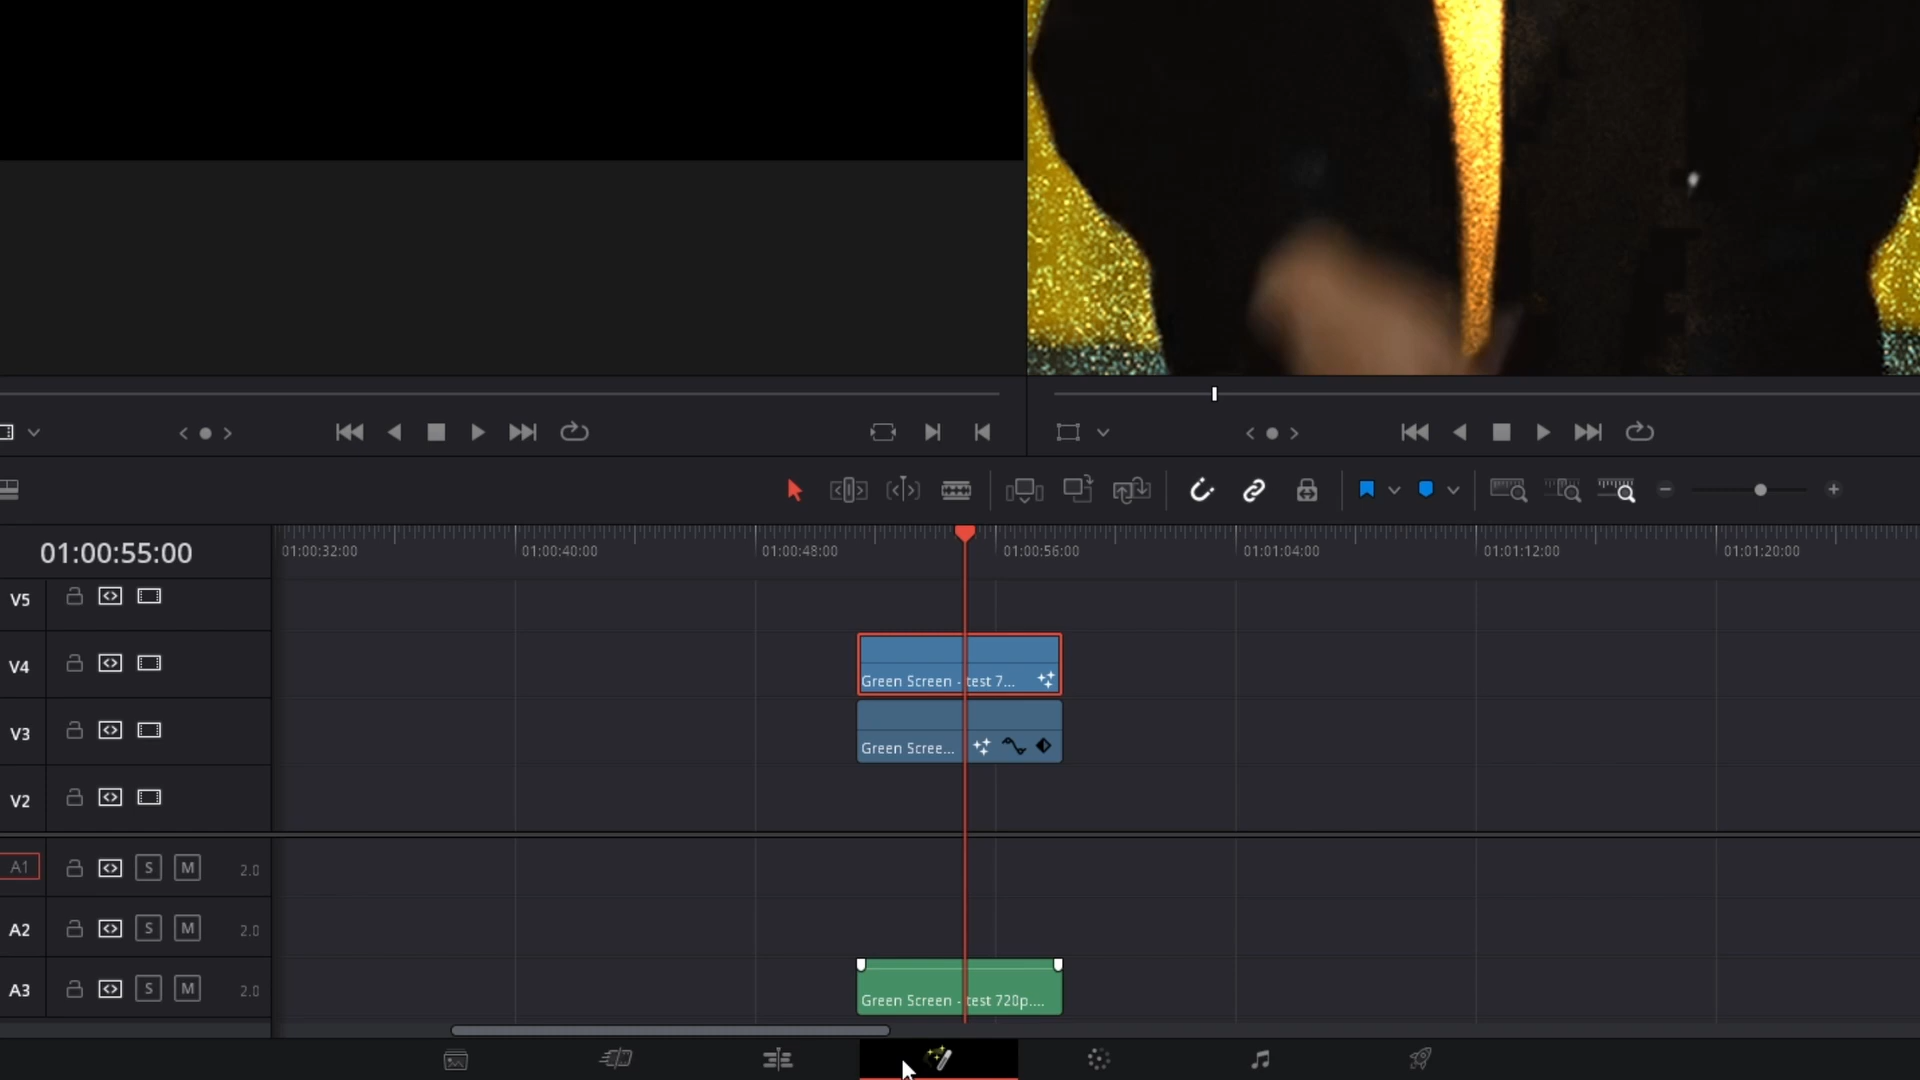 01:00:55:00
01:00:32:00 01:00:40:00 01:00:48:00 01:00:56:00 01:01:04:00 01:01:12:00 01:01:20:00
V5
V4
Green Screen - test 7...
V3
Green Scree...
V2
A1 S M 2.0
A2 S M 2.0
A3 S M 2.0
Green Screen - test 720p....